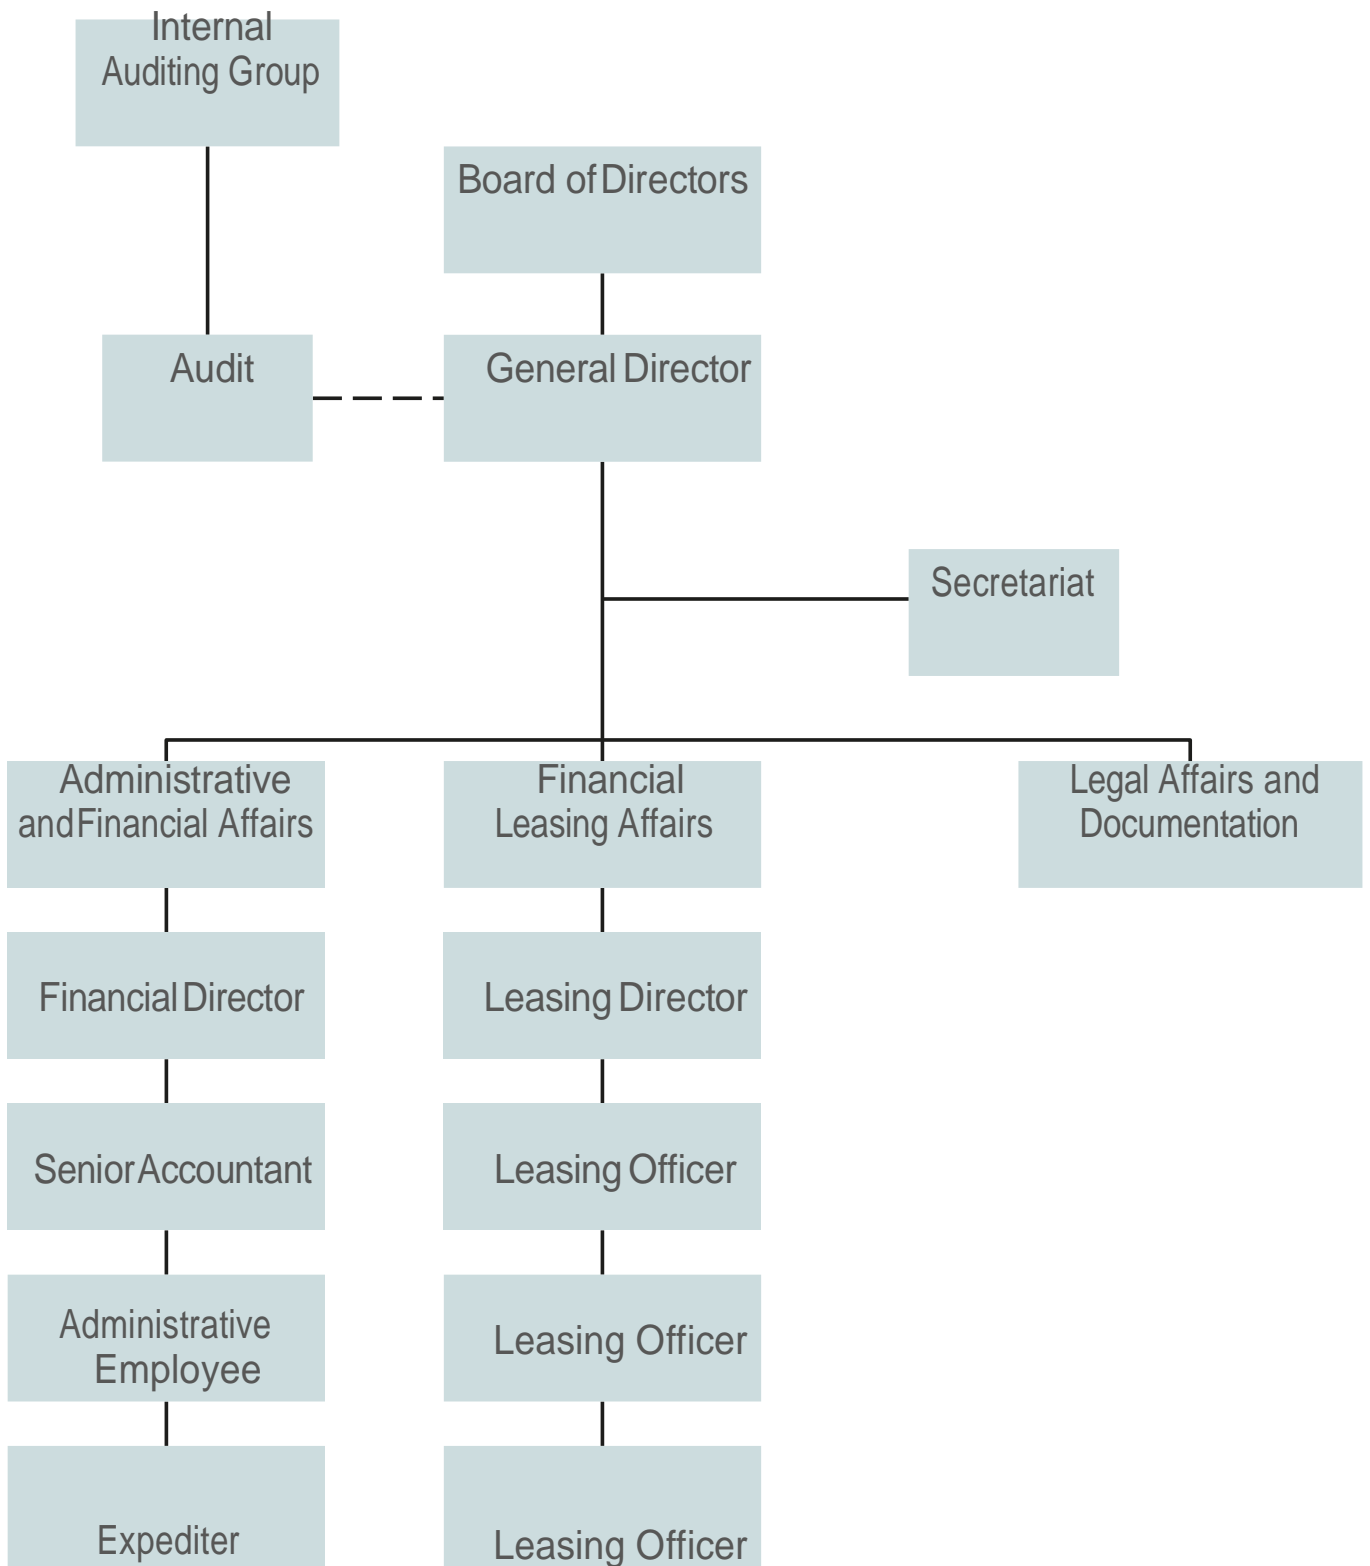 Internal
Auditing Group
Board of Directors
Audit
General Director
Secretariat
Administrative
and Financial Affairs
Financial
Leasing Affairs
Legal Affairs and
Documentation
Financial Director
Leasing Director
Senior Accountant
Leasing Officer
Administrative
Employee
Leasing Officer
Expediter
Leasing Officer